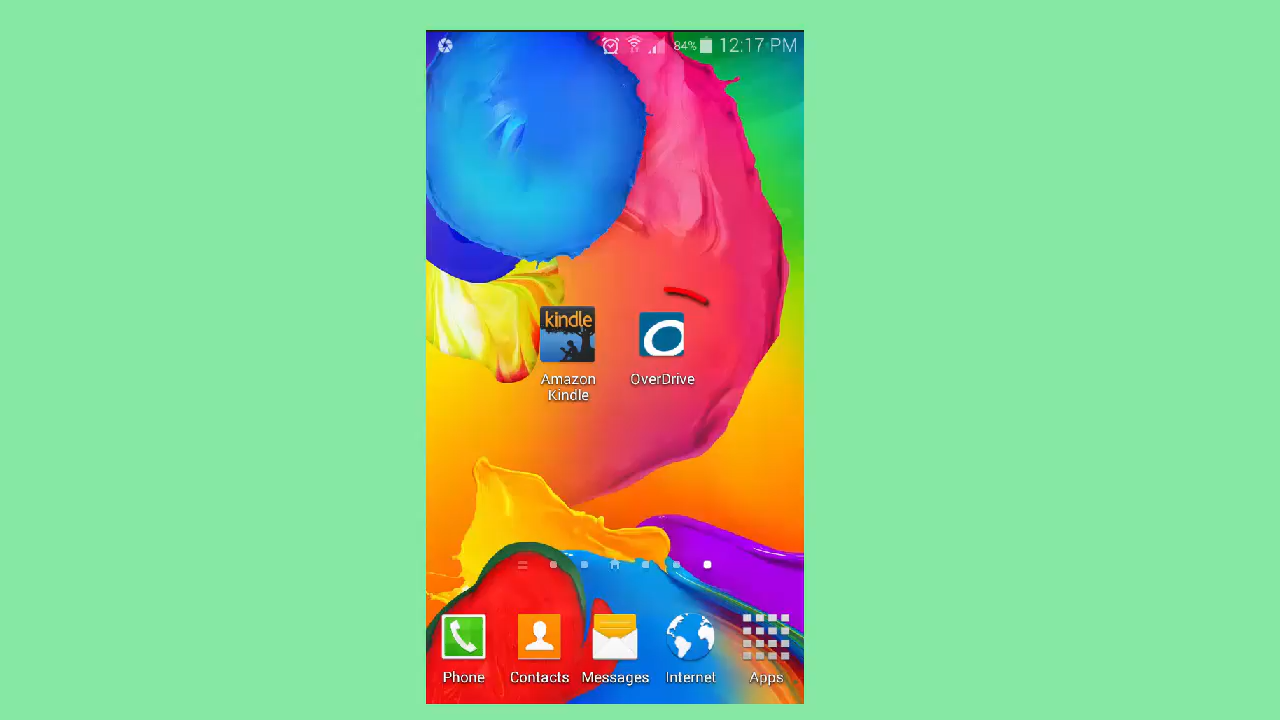 84% 12:17 PM
kindle
Amazon
Kindle
OverDrive
Phone Contacts Messages Internet Apps